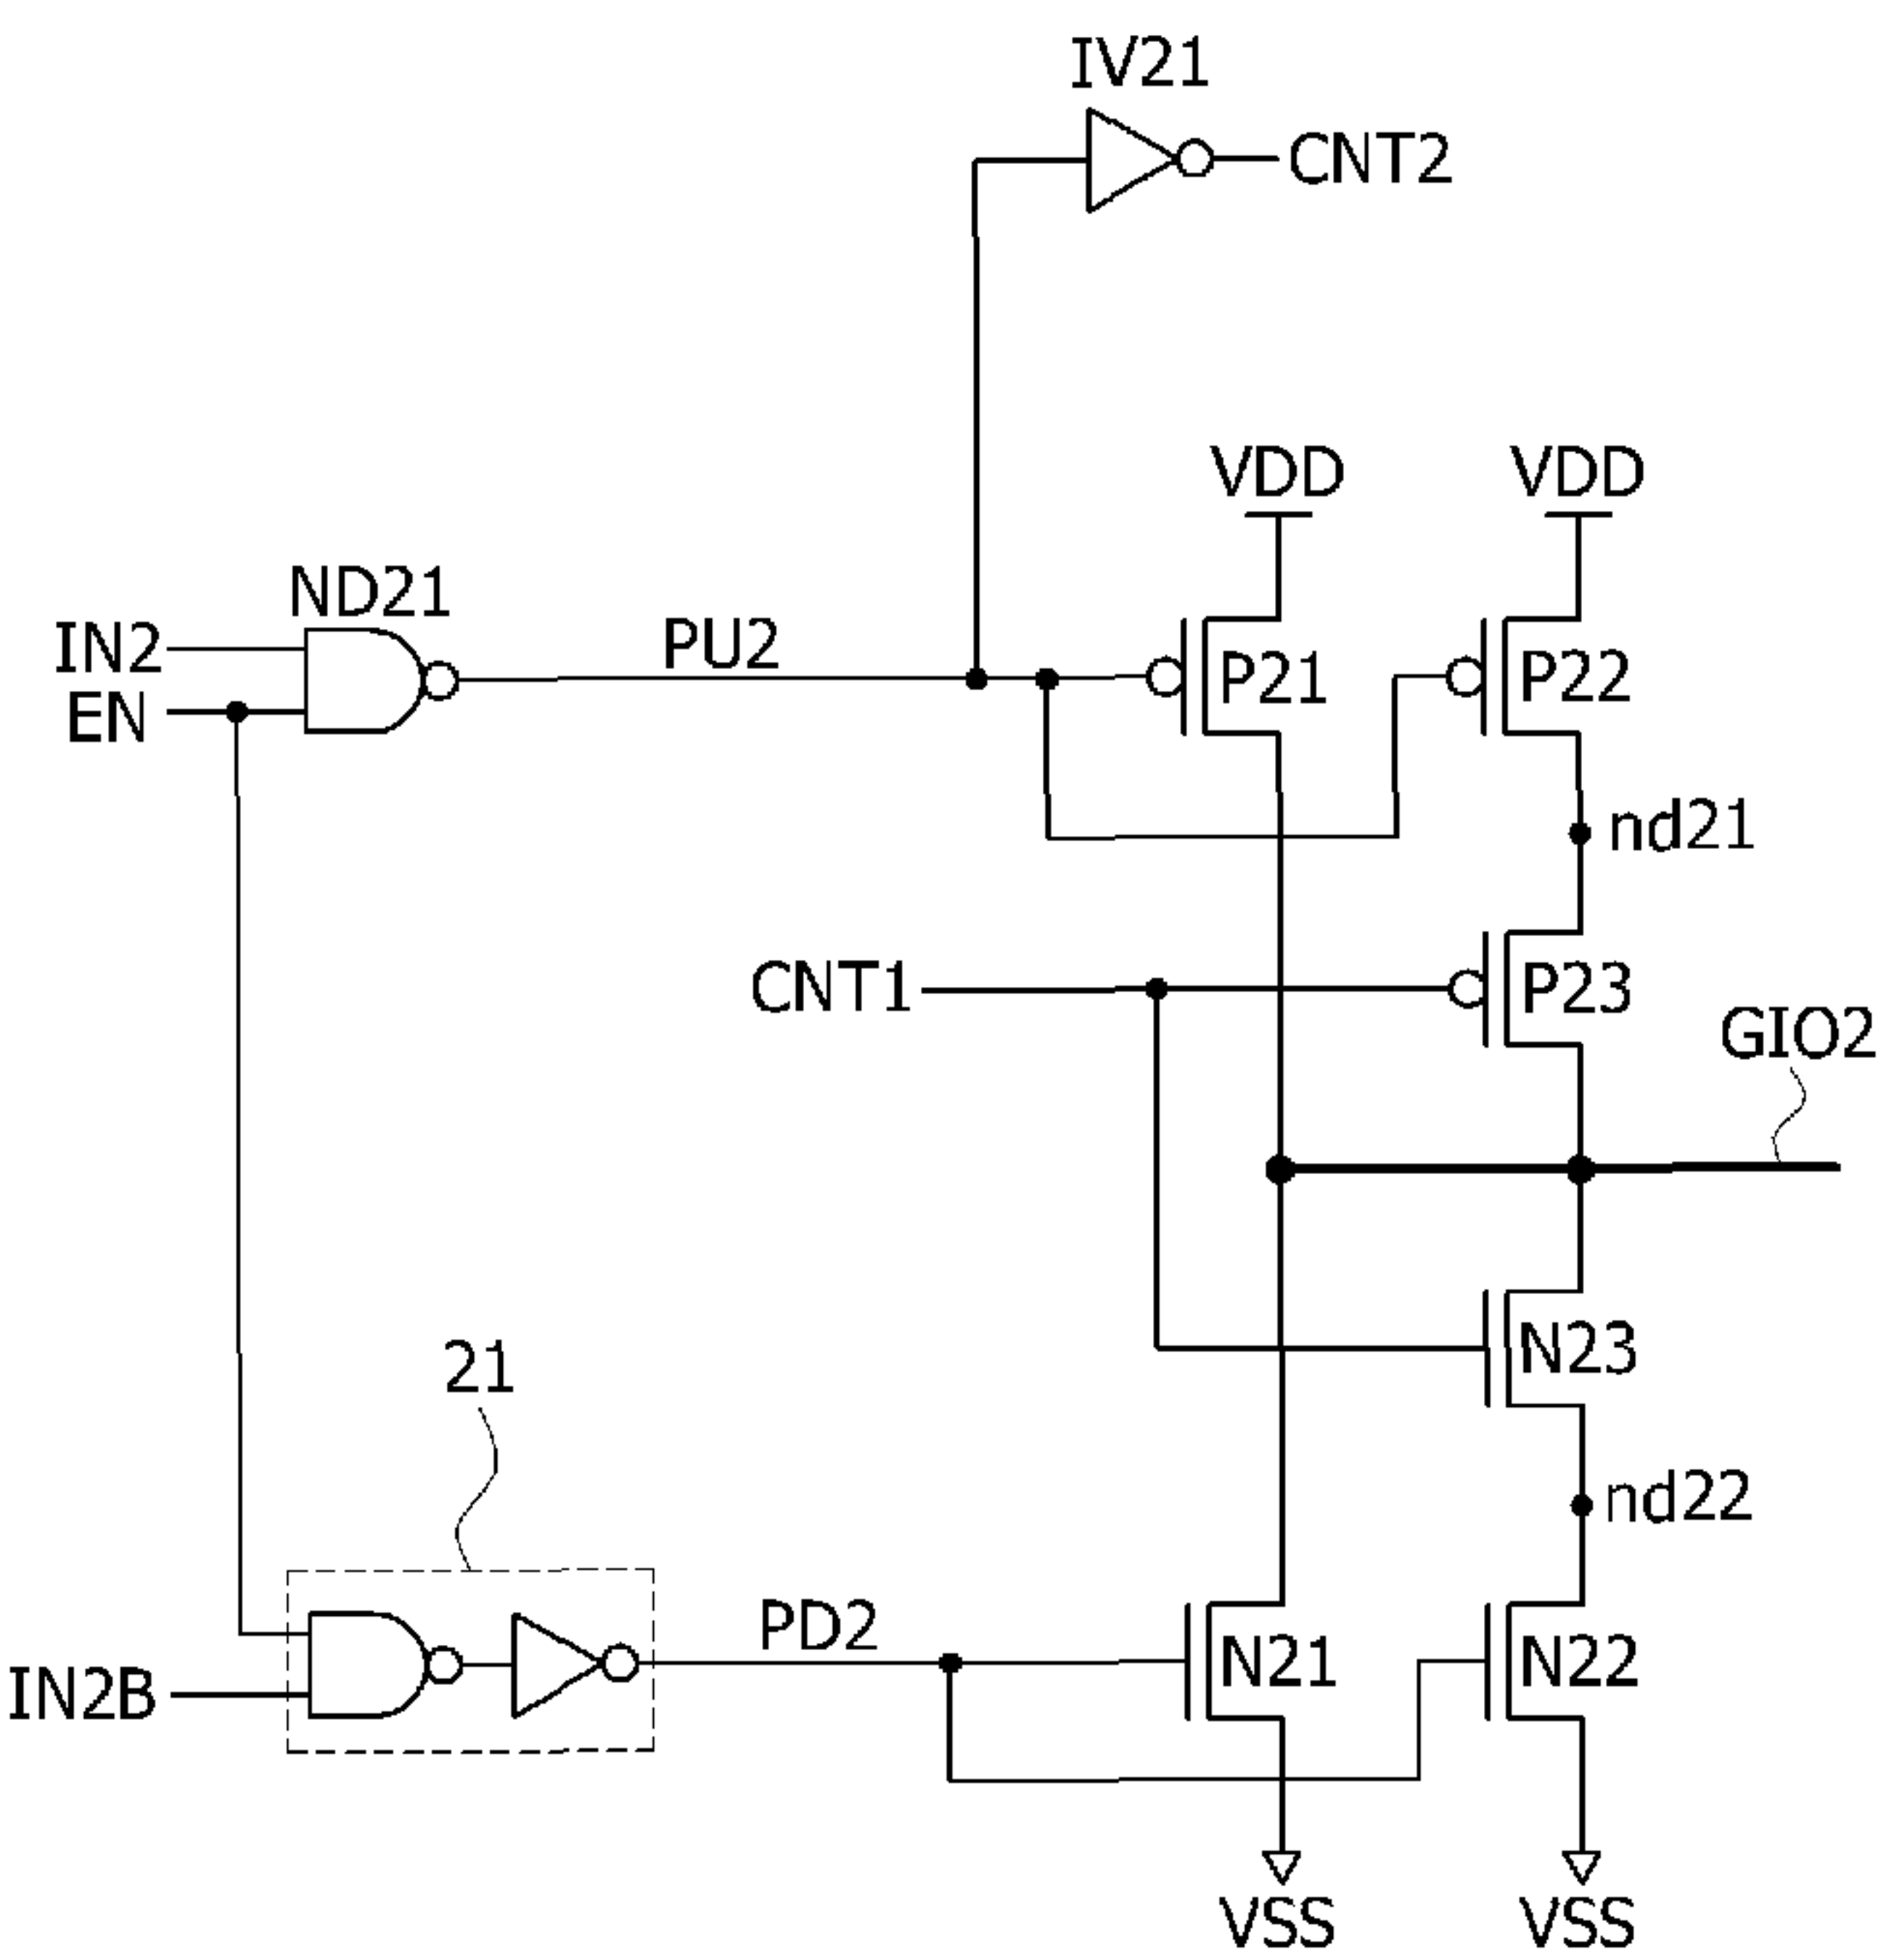 IV21
CNT2
VDD VDD
ND21
IN2
PU2
P21 P22
EN
nd21
CNT1
P23
GIO2
N23
21
nd22
PD2
N21 N22
IN2B
VSS VSS